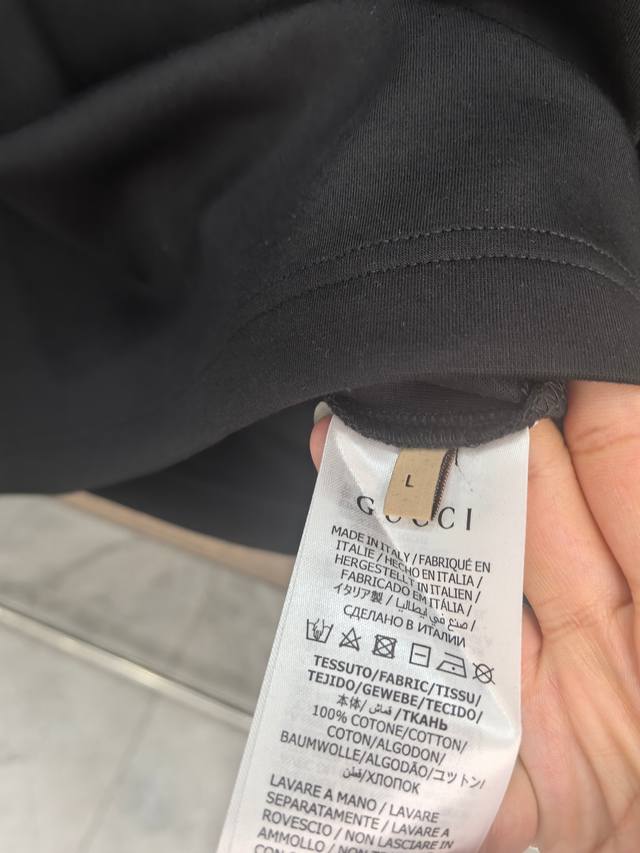 L
GUCCI
MADE IN ITALY / FABRIQUÉ EN
ITALIE / HECHO EN ITALIA /
HERGESTELLT IN ITALIEN /
FABRICADO EM ITÁLIA /
イタリア製 / صنع في إيطاليا /
СДЕЛАНО В ИТАЛИИ
TESSUTO/FABRIC/TISSU/
TEJIDO/GEWEBE/TECIDO/
本体/ قماش /ТКАНЬ
100% COTONE/COTTON/
COTON/ALGODON/
BAUMWOLLE/ALGODÃO/コットン/
قطن/ХЛОПОК
LAVARE A MANO / LAVARE
SEPARATAMENTE / LAVARE A
ROVESCIO / NON LASCIARE IN
AMMOLLO / NON